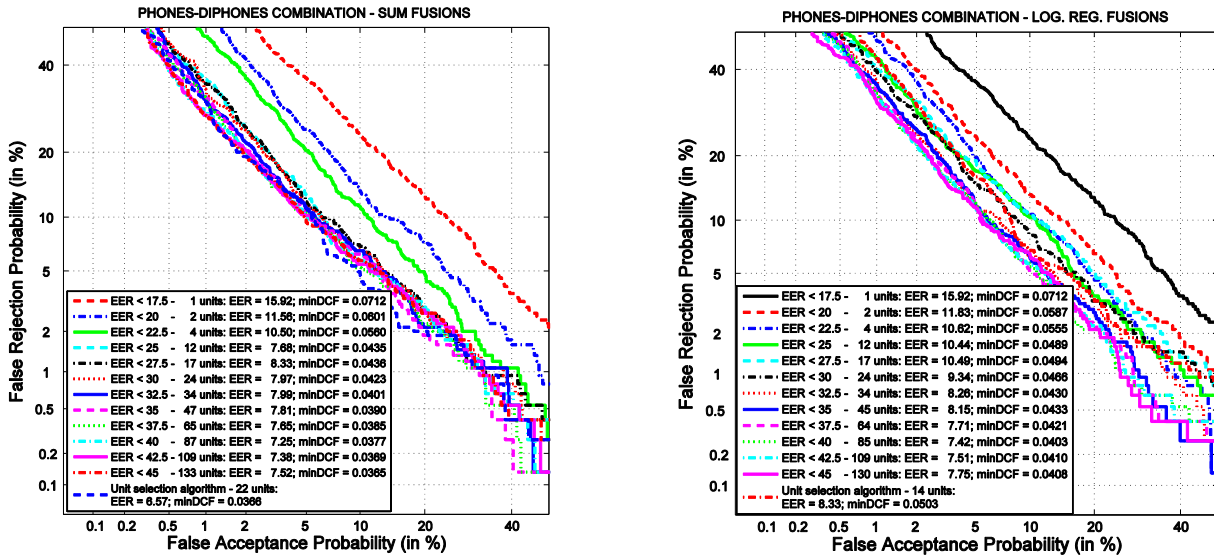 PHONES-DIPHONES COMBINATION - SUM FUSIONS
False Rejection Probability (in %)
40
20
10
5
2
1
0.5
0.2
0.1
EER < 17.5 - 1 units: EER = 15.92; minDCF = 0.0712
EER < 20 - 2 units: EER = 11.56; minDCF = 0.0601
EER < 22.5 - 4 units: EER = 10.50; minDCF = 0.0560
EER < 25 - 12 units: EER = 7.68; minDCF = 0.0435
EER < 27.5 - 17 units: EER = 8.33; minDCF = 0.0436
EER < 30 - 24 units: EER = 7.97; minDCF = 0.0423
EER < 32.5 - 34 units: EER = 7.99; minDCF = 0.0401
EER < 35 - 47 units: EER = 7.81; minDCF = 0.0390
EER < 37.5 - 65 units: EER = 7.65; minDCF = 0.0385
EER < 40 - 87 units: EER = 7.25; minDCF = 0.0377
EER < 42.5 - 109 units: EER = 7.38; minDCF = 0.0369
EER < 45 - 133 units: EER = 7.52; minDCF = 0.0365
Unit selection algorithm - 22 units:
EER = 6.57; minDCF = 0.0366
0.1 0.2 0.5 1 2 5 10 20 40
False Acceptance Probability (in %)
PHONES-DIPHONES COMBINATION - LOG. REG. FUSIONS
False Rejection Probability (in %)
40
20
10
5
2
1
0.5
0.2
0.1
EER < 17.5 - 1 units: EER = 15.92; minDCF = 0.0712
EER < 20 - 2 units: EER = 11.83; minDCF = 0.0587
EER < 22.5 - 4 units: EER = 10.62; minDCF = 0.0555
EER < 25 - 12 units: EER = 10.44; minDCF = 0.0489
EER < 27.5 - 17 units: EER = 10.49; minDCF = 0.0494
EER < 30 - 24 units: EER = 9.34; minDCF = 0.0466
EER < 32.5 - 34 units: EER = 8.26; minDCF = 0.0430
EER < 35 - 45 units: EER = 8.15; minDCF = 0.0433
EER < 37.5 - 64 units: EER = 7.71; minDCF = 0.0421
EER < 40 - 85 units: EER = 7.42; minDCF = 0.0403
EER < 42.5 - 109 units: EER = 7.51; minDCF = 0.0410
EER < 45 - 130 units: EER = 7.75; minDCF = 0.0408
Unit selection algorithm - 14 units:
EER = 8.33; minDCF = 0.0503
0.1 0.2 0.5 1 2 5 10 20 40
False Acceptance Probability (in %)